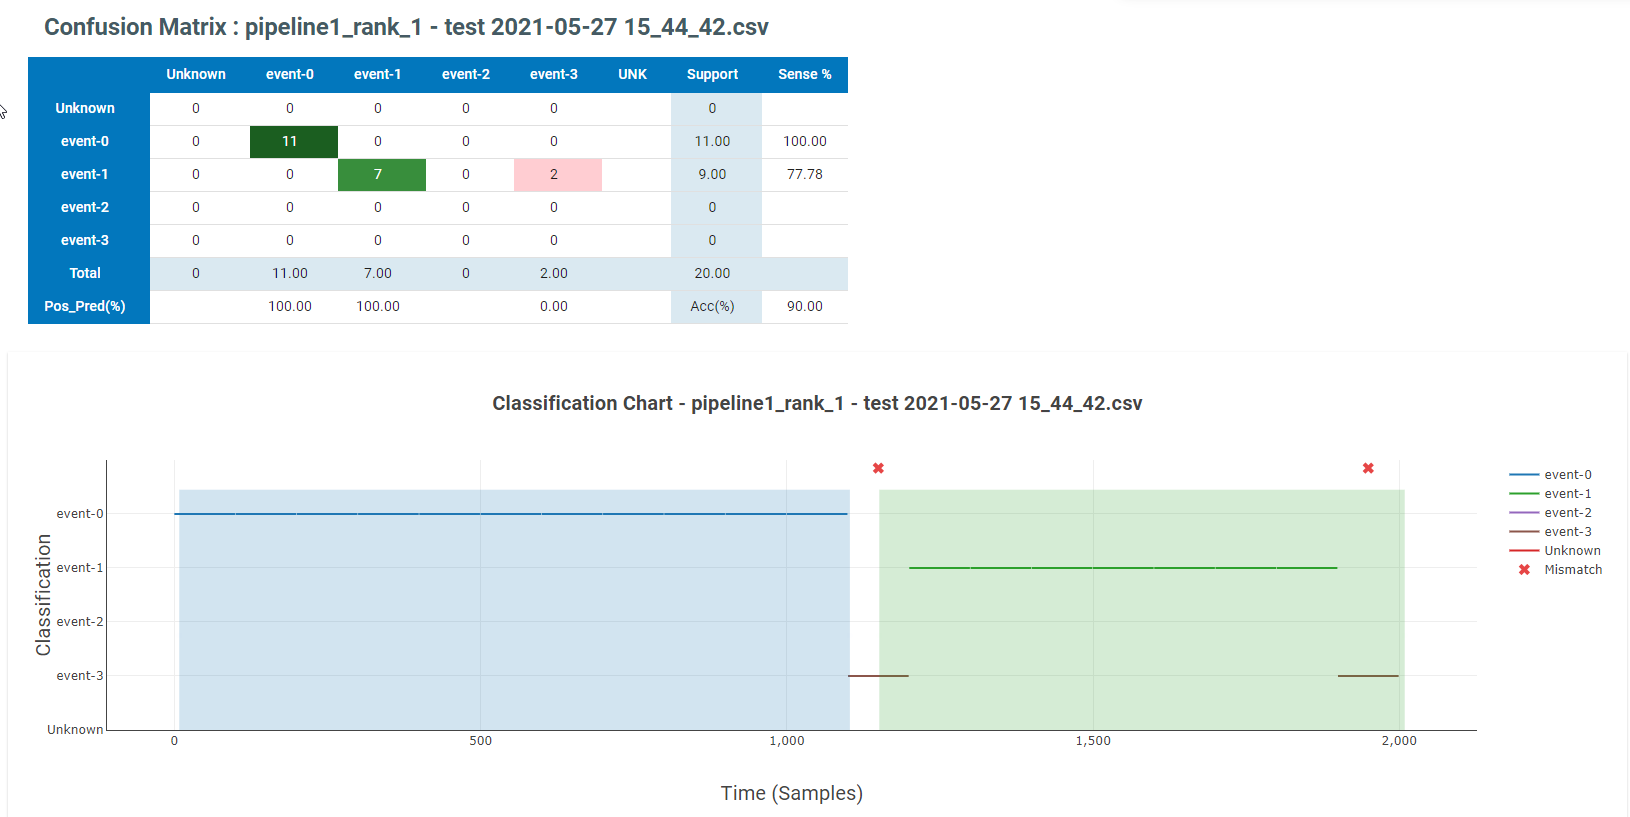 Confusion Matrix : pipeline1_rank_1 - test 2021-05-27 15_44_42.csv
Unknown event-0 event-1 event-2 event-3 UNK Support Sense %
Unknown 0 0 0 0 0 0
event-0 0 11 0 0 0 11.00 100.00
event-1 0 0 7 0 2 9.00 77.78
event-2 0 0 0 0 0 0
event-3 0 0 0 0 0 0
Total 0 11.00 7.00 0 2.00 20.00
Pos_Pred(%) 100.00 100.00 0.00 Acc(%) 90.00
Classification Chart - pipeline1_rank_1 - test 2021-05-27 15_44_42.csv
Classification
event-0
event-1
event-2
event-3
Unknown
0 500 1,000 1,500 2,000
Time (Samples)
event-0
event-1
event-2
event-3
Unknown
Mismatch